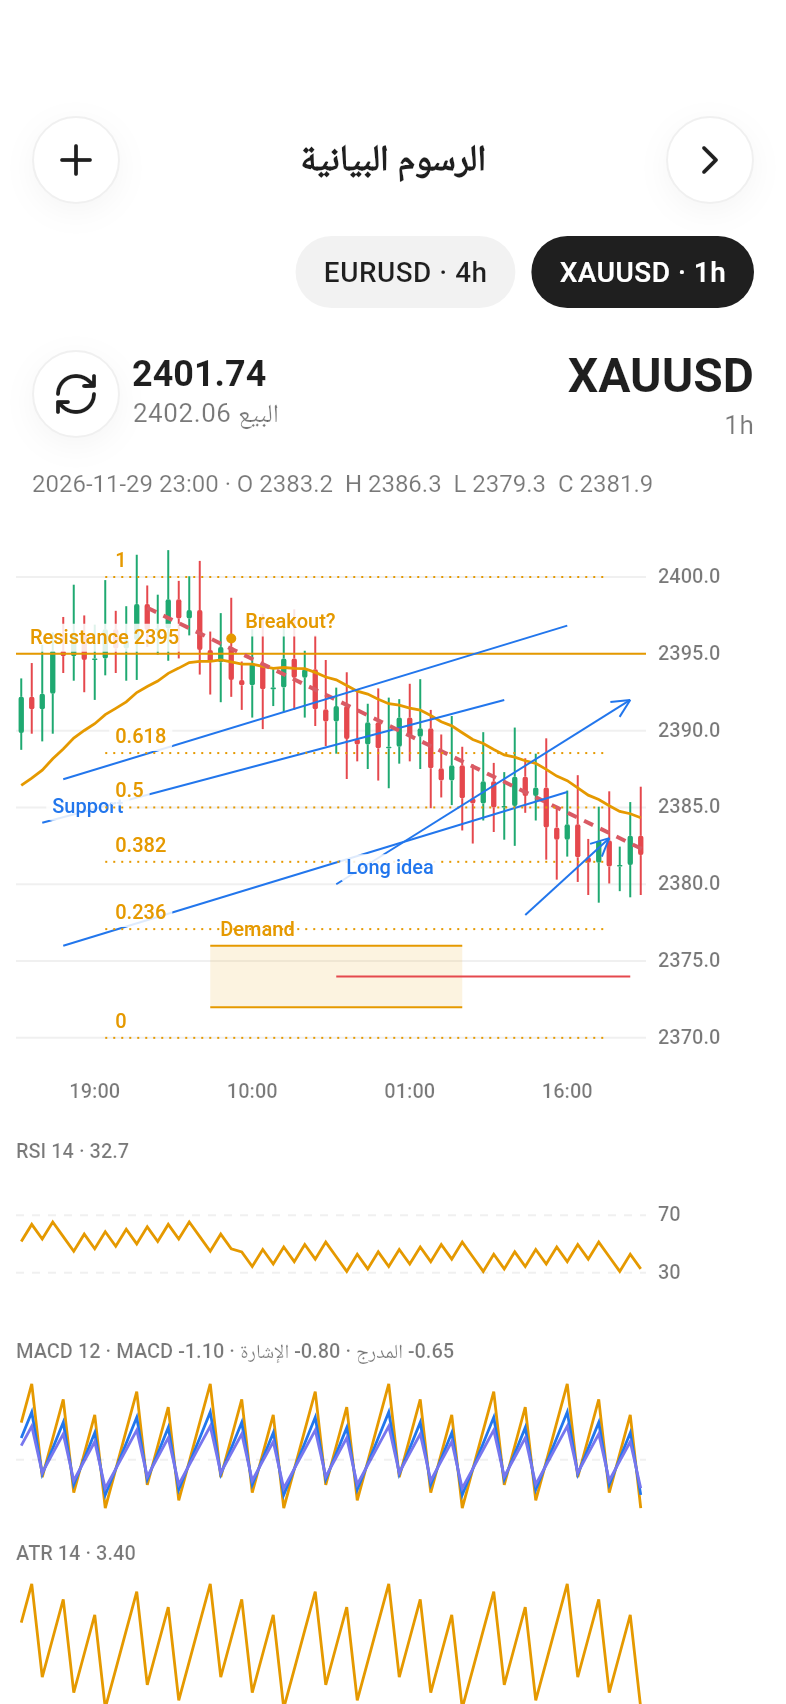 الرسوم البيانية
XAUUSD · 1h
EURUSD · 4h
XAUUSD
1h
2401.74
البيع 2402.06
2026-11-29 23:00 · O 2383.2 H 2386.3 L 2379.3 C 2381.9
1
2400.0
Breakout?
Resistance 2395
2395.0
0.618
2390.0
0.5
Support
2385.0
0.382
Long idea
2380.0
0.236
Demand
2375.0
0
2370.0
19:00 10:00 01:00 16:00
RSI 14 · 32.7
70
30
MACD 12 · MACD -1.10 · الإشارة -0.80 · المدرج -0.65
ATR 14 · 3.40